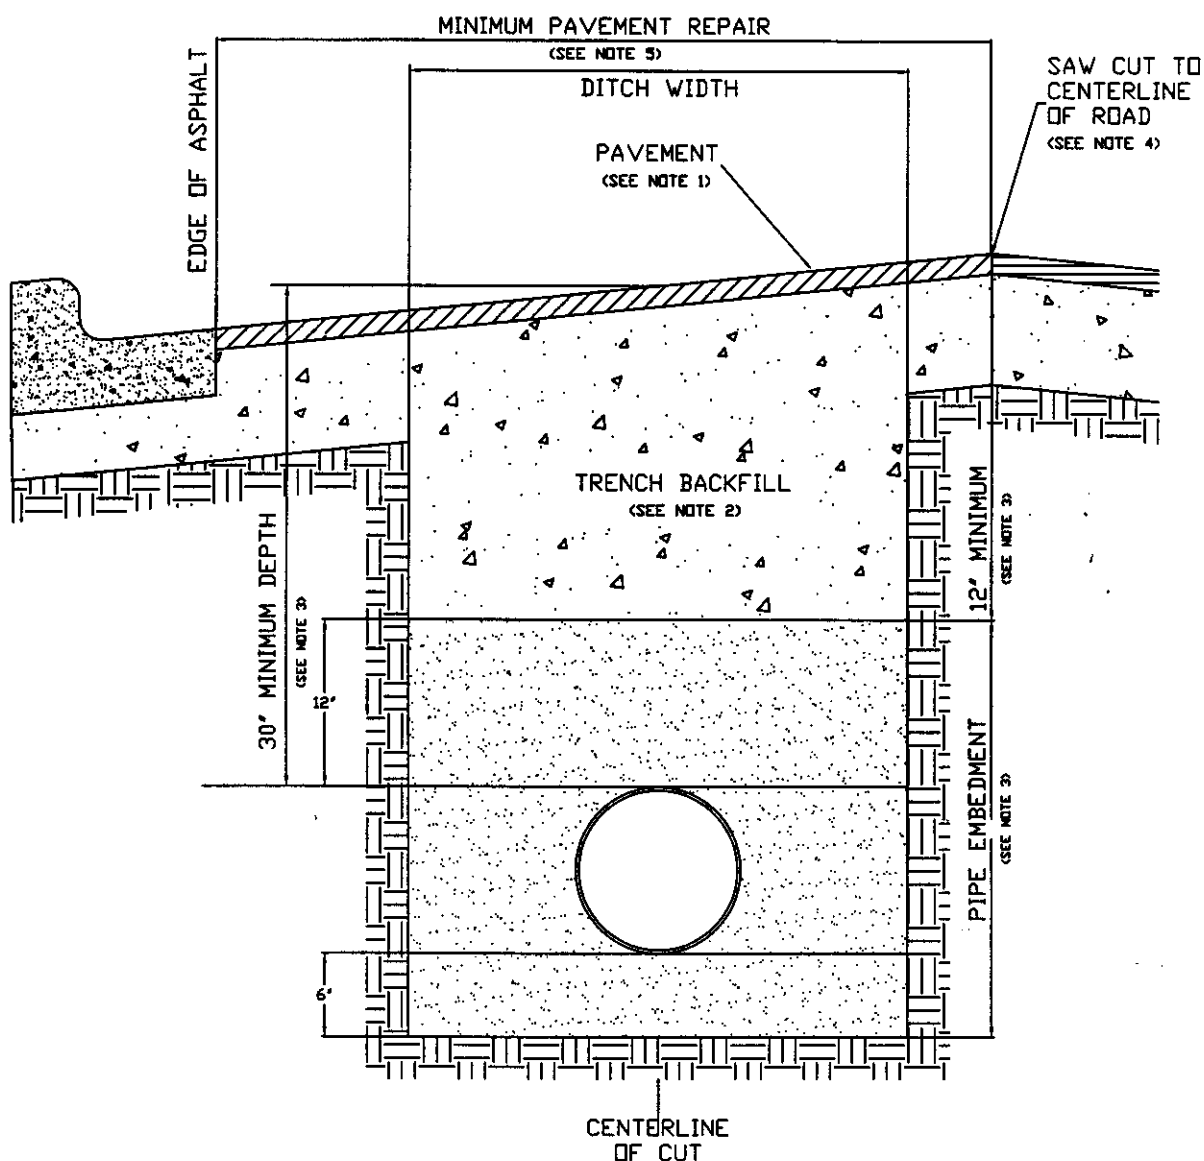 MINIMUM PAVEMENT REPAIR
(SEE NOTE 5)
DITCH WIDTH
EDGE OF ASPHALT
SAW CUT TO
CENTERLINE
OF ROAD
(SEE NOTE 4)
PAVEMENT
(SEE NOTE 1)
TRENCH BACKFILL
(SEE NOTE 2)
30" MINIMUM DEPTH
(SEE NOTE 3)
12" MINIMUM
(SEE NOTE 3)
12"
PIPE EMBEDMENT
(SEE NOTE 3)
6"
CENTERLINE
OF CUT